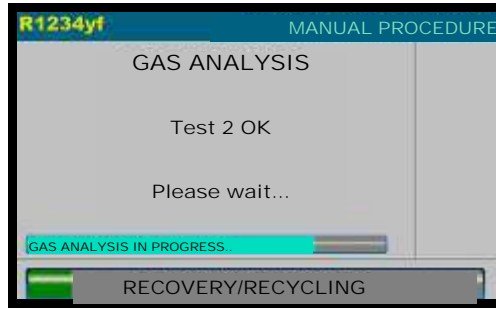 R1234yf MANUAL PROCEDURE
GAS ANALYSIS
Test 2 OK
Please wait...
GAS ANALYSIS IN PROGRESS..
RECOVERY/RECYCLING